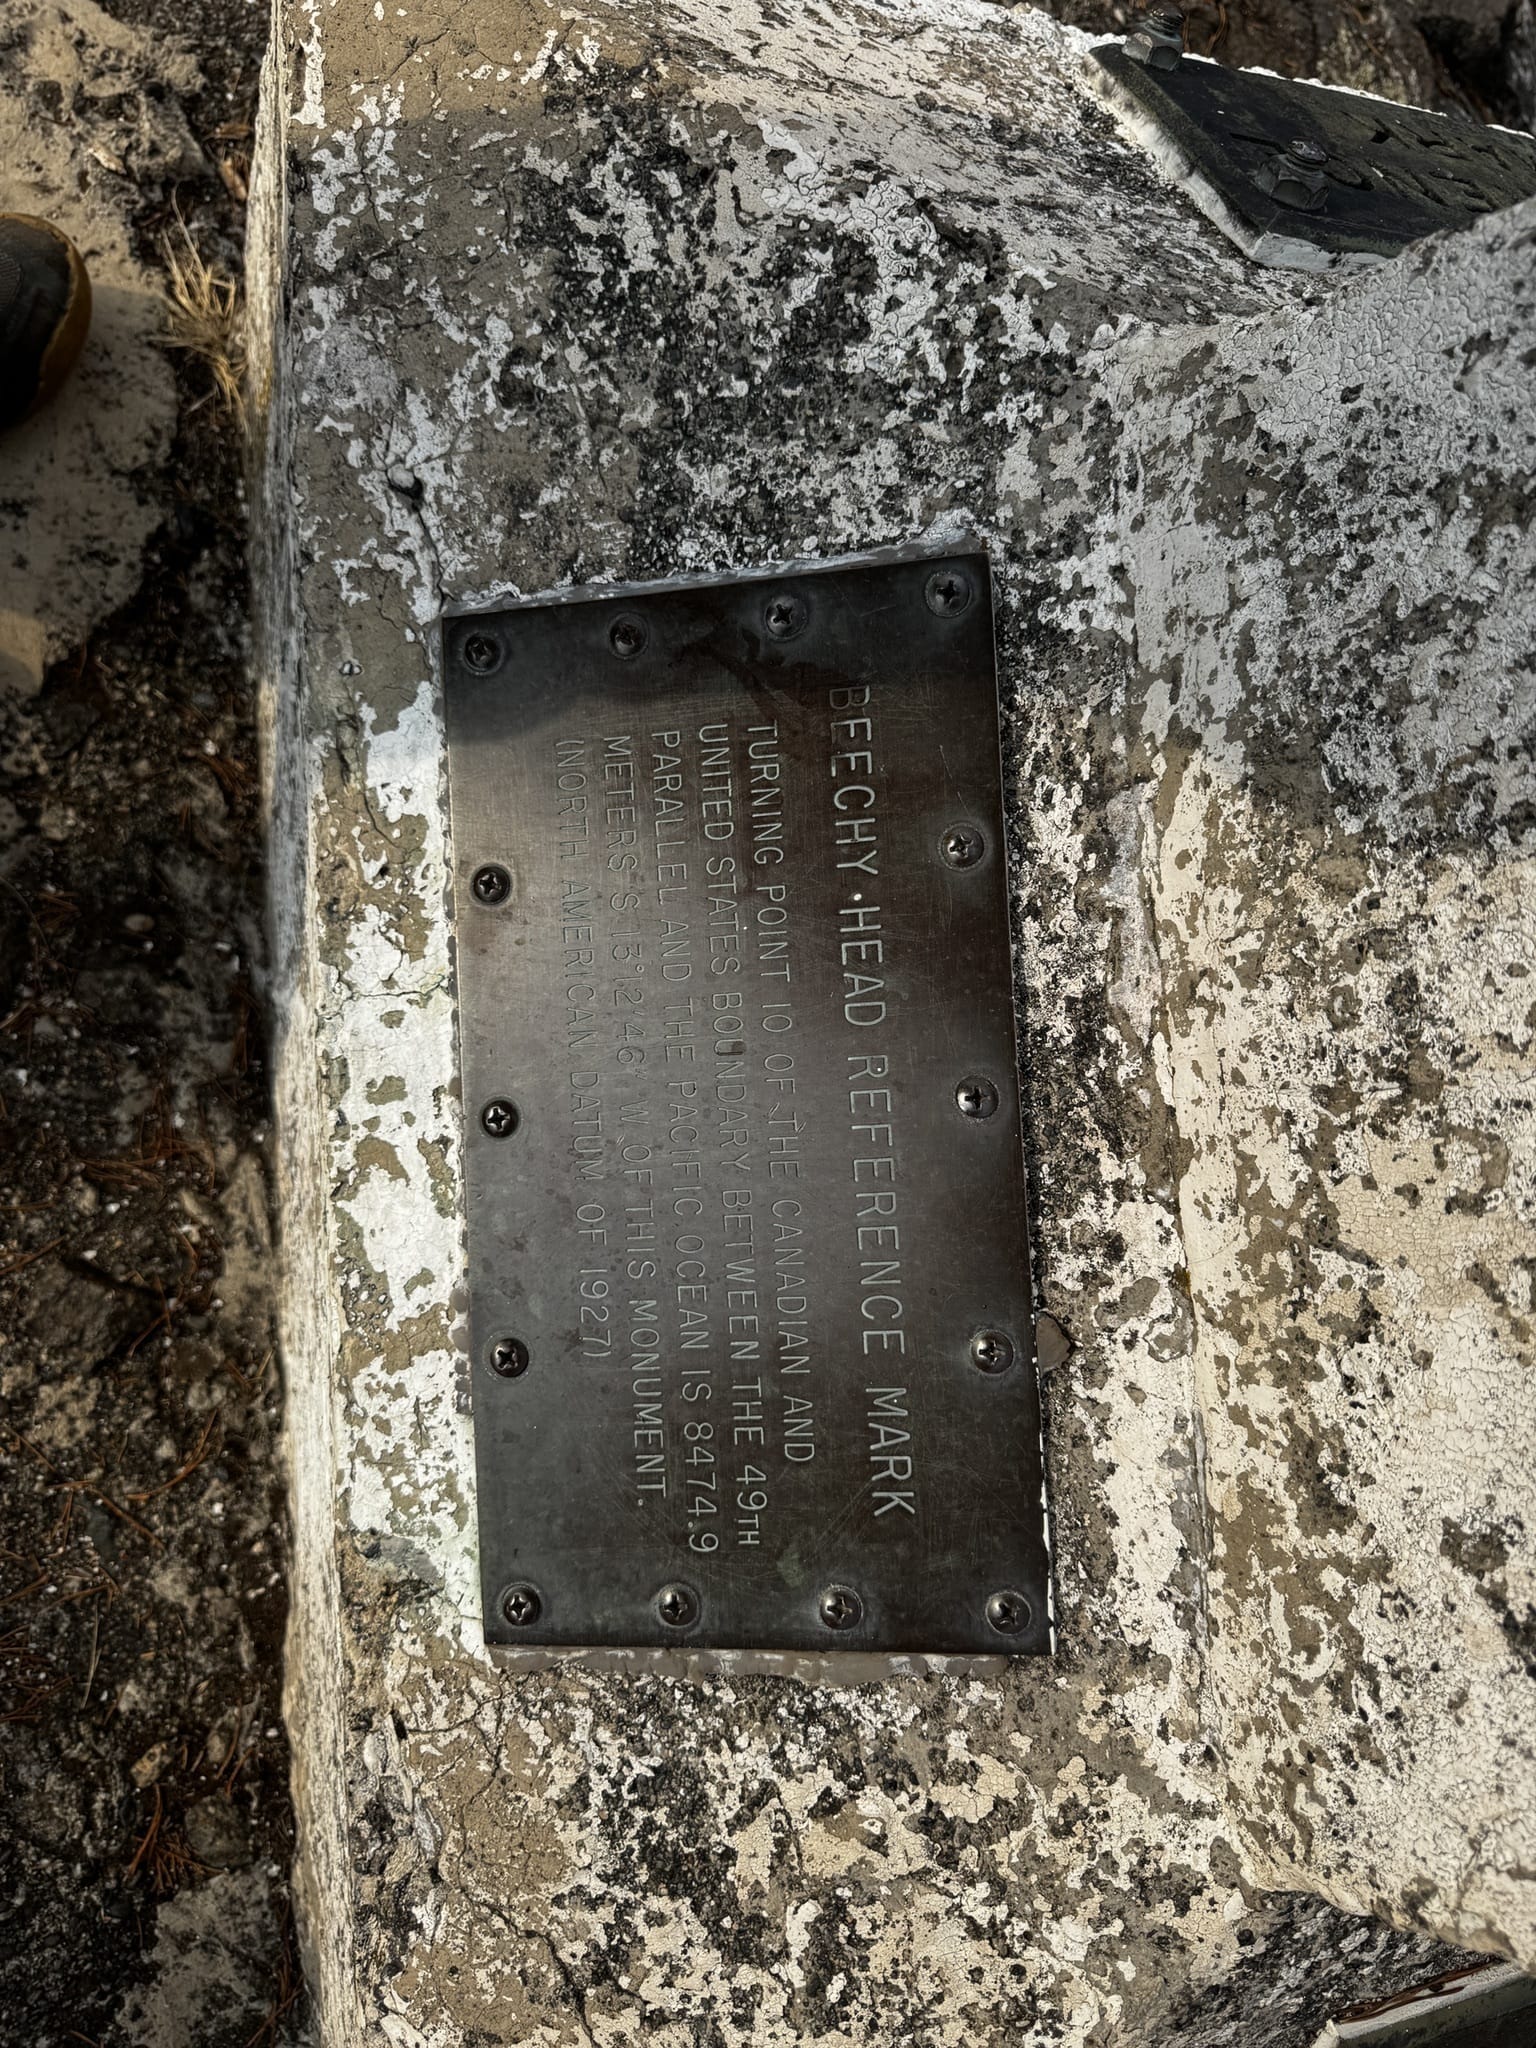 BEECHY HEAD REFERENCE MARK
TURNING POINT 10 OF THE CANADIAN AND
UNITED STATES BOUNDARY BETWEEN THE 49TH
PARALLEL AND THE PACIFIC OCEAN IS 8474.9
METERS S 13°12'46" W OF THIS MONUMENT.
(NORTH AMERICAN DATUM OF 1927)